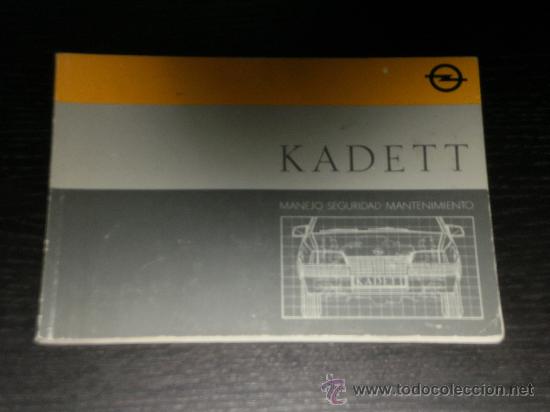 KADETT
MANEJO SEGURIDAD MANTENIMIENTO
KADETT
www.todocoleccion.net